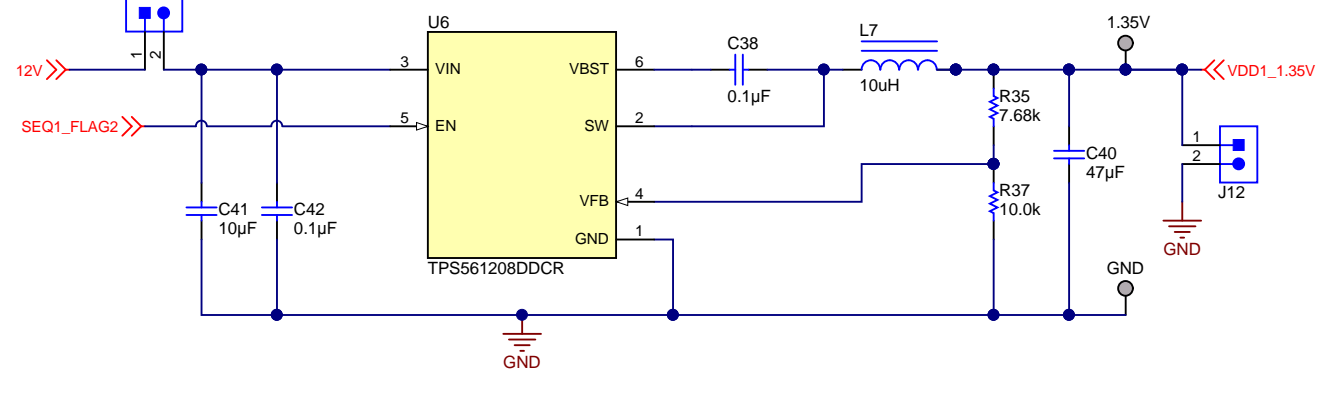 1
2
12V
SEQ1_FLAG2
U6
3
VIN
5
EN
VBST
6
SW
2
VFB
4
GND
1
TPS561208DDCR
C41
10µF
C42
0.1µF
GND
C38
0.1µF
L7
10uH
R35
7.68k
R37
10.0k
C40
47µF
1.35V
VDD1_1.35V
1
2
J12
GND
GND